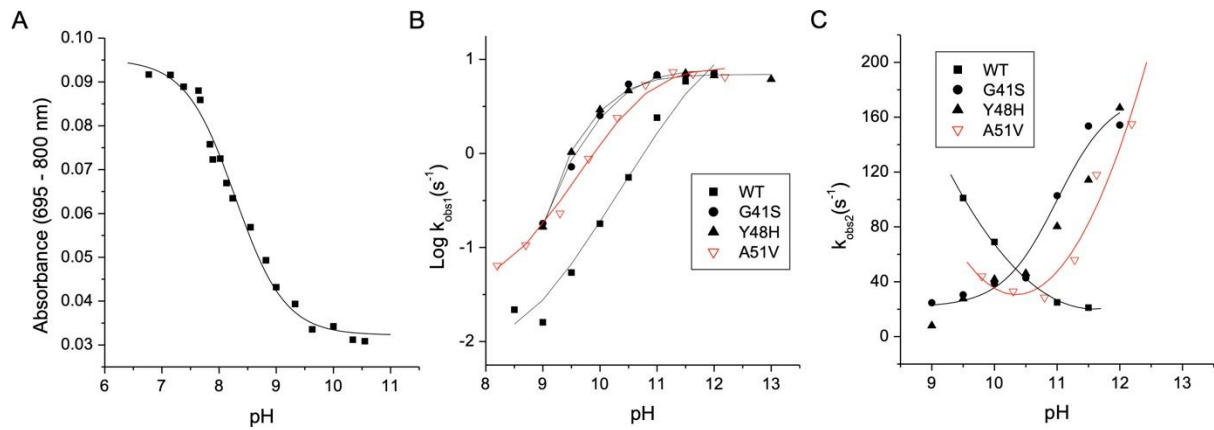 A
Absorbance (695 - 800 nm)
0.10
0.09
0.08
0.07
0.06
0.05
0.04
0.03
6 7 8 9 10 11
pH
B
Log k_obs1(s^-1)
1
0
-1
-2
WT
G41S
Y48H
A51V
8 9 10 11 12 13
pH
C
k_obs2(s^-1)
200
160
120
80
40
0
WT
G41S
Y48H
A51V
9 10 11 12 13
pH